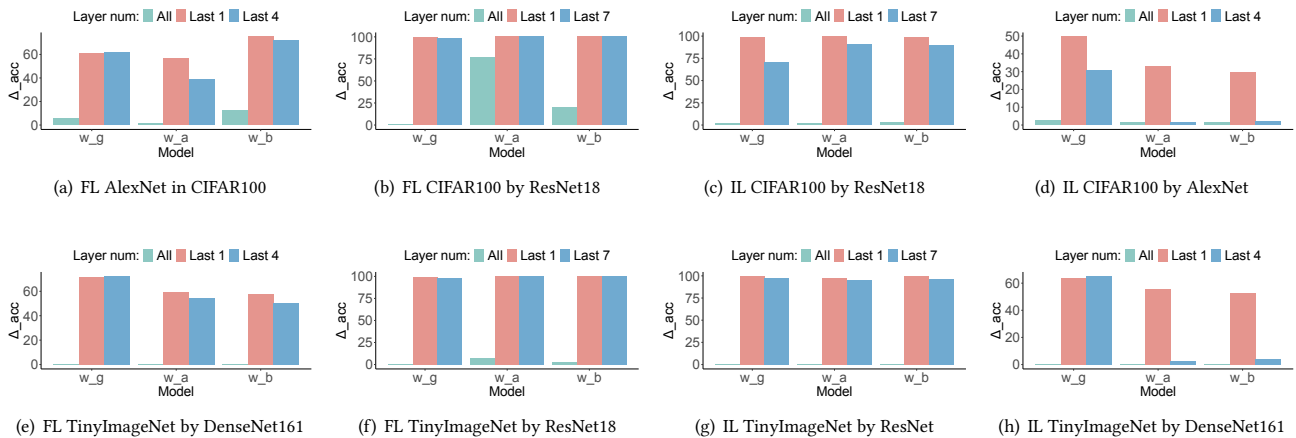 Layer num: All Last 1 Last 4
Δ_acc
60
40
20
0
w_g w_a w_b
Model
(a) FL AlexNet in CIFAR100
Layer num: All Last 1 Last 7
Δ_acc
100
75
50
25
0
w_g w_a w_b
Model
(b) FL CIFAR100 by ResNet18
Layer num: All Last 1 Last 7
Δ_acc
100
75
50
25
0
w_g w_a w_b
Model
(c) IL CIFAR100 by ResNet18
Layer num: All Last 1 Last 4
Δ_acc
50
40
30
20
10
0
w_g w_a w_b
Model
(d) IL CIFAR100 by AlexNet
Layer num: All Last 1 Last 4
Δ_acc
60
40
20
0
w_g w_a w_b
Model
(e) FL TinyImageNet by DenseNet161
Layer num: All Last 1 Last 7
Δ_acc
100
75
50
25
0
w_g w_a w_b
Model
(f) FL TinyImageNet by ResNet18
Layer num: All Last 1 Last 7
Δ_acc
100
75
50
25
0
w_g w_a w_b
Model
(g) IL TinyImageNet by ResNet
Layer num: All Last 1 Last 4
Δ_acc
60
40
20
0
w_g w_a w_b
Model
(h) IL TinyImageNet by DenseNet161